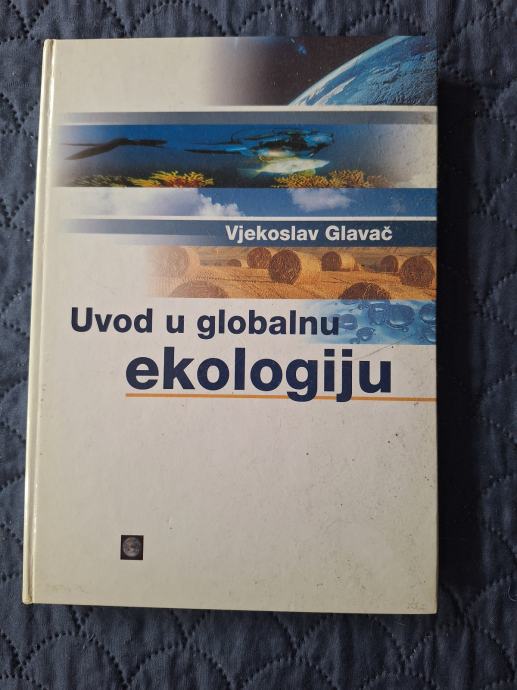 Vjekoslav Glavač
Uvod u globalnu
ekologiju